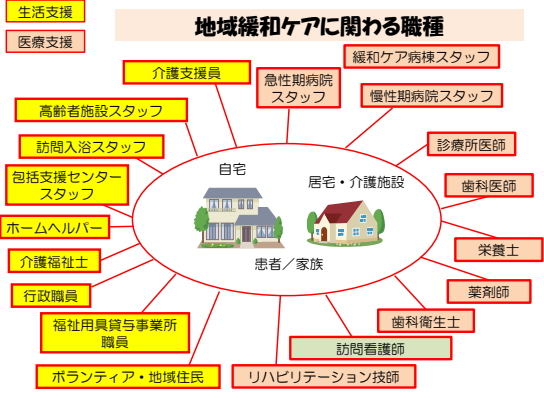 生活支援
医療支援
地域緩和ケアに関わる職種
緩和ケア病棟スタッフ
介護支援員
急性期病院
スタッフ
慢性期病院スタッフ
高齢者施設スタッフ
訪問入浴スタッフ
診療所医師
包括支援センター
スタッフ
自宅
居宅・介護施設
歯科医師
ホームヘルパー
介護福祉士
患者／家族
栄養士
行政職員
薬剤師
福祉用具貸与事業所
職員
歯科衛生士
訪問看護師
ボランティア・地域住民
リハビリテーション技師